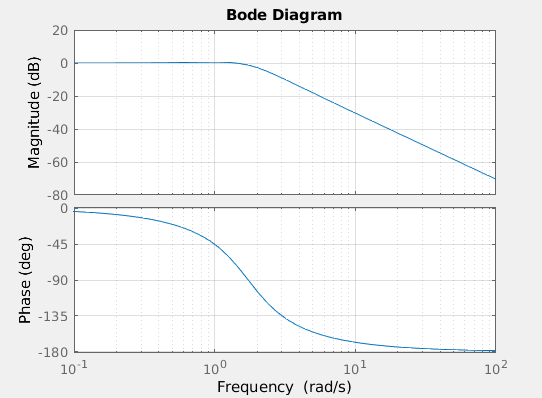 Bode Diagram
Magnitude (dB)
20
0
-20
-40
-60
-80
Phase (deg)
0
-45
-90
-135
-180
10^-1 10^0 10^1 10^2
Frequency (rad/s)